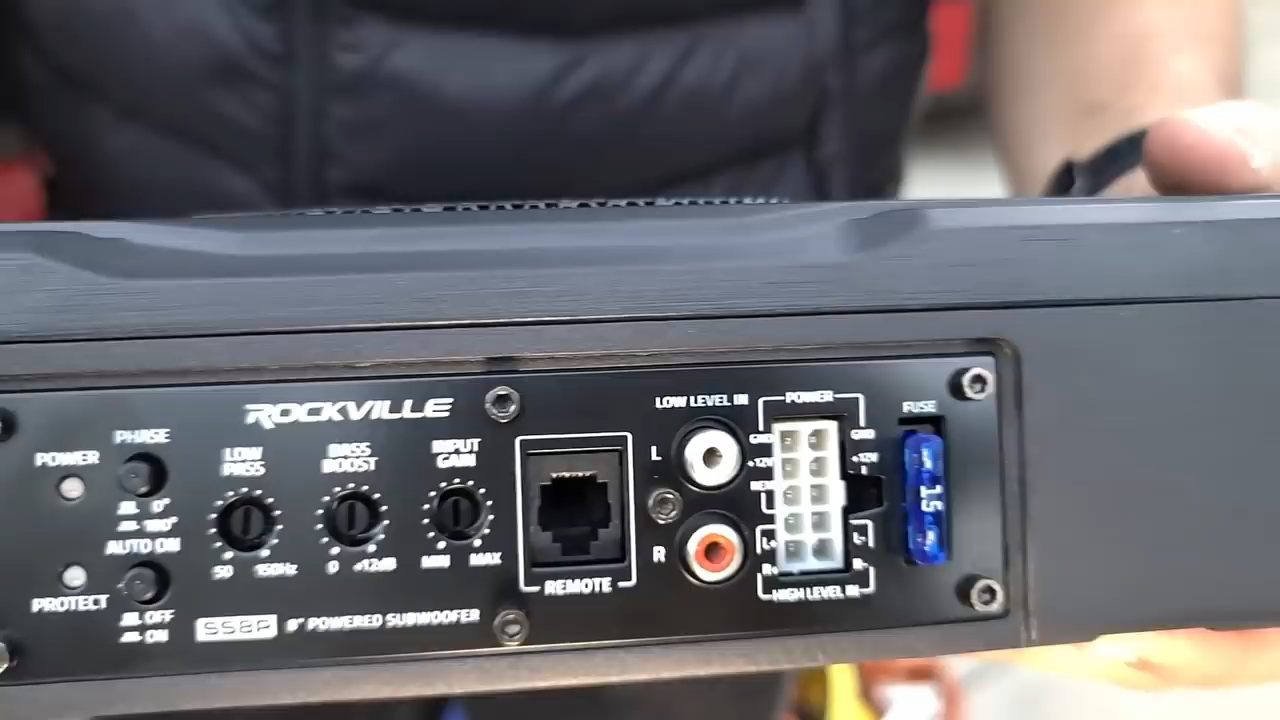 ROCKVILLE
POWER
PHASE
0°
180°
AUTO ON
PROTECT
OFF
ON
LOW
PASS
50 150Hz
BASS
BOOST
0 +12dB
INPUT
GAIN
MIN MAX
SS8P 8" POWERED SUBWOOFER
REMOTE
LOW LEVEL IN
L
R
POWER
GND GND
+12V +12V
REM
L+ L-
R+ R-
HIGH LEVEL IN
FUSE
15